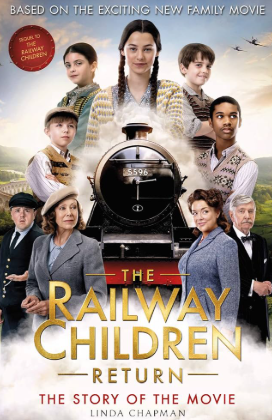 BASED ON THE EXCITING NEW FAMILY MOVIE
SEQUEL TO
THE
RAILWAY
CHILDREN
5596
THE
RAILWAY
CHILDREN
RETURN
THE STORY OF THE MOVIE
LINDA CHAPMAN